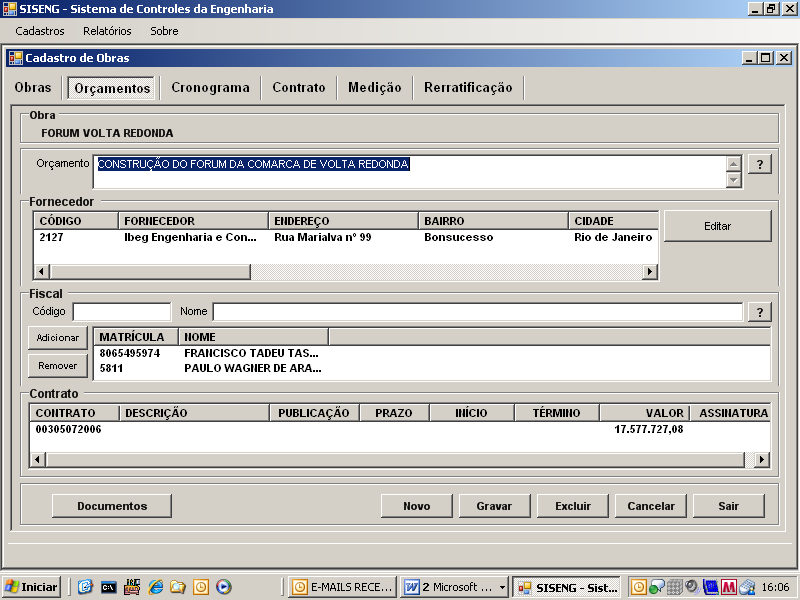 SISENG - Sistema de Controles da Engenharia
Cadastros Relatórios Sobre
Cadastro de Obras
Obras Orçamentos Cronograma Contrato Medição Rerratificação
Obra
FORUM VOLTA REDONDA
Orçamento CONSTRUÇÃO DO FORUM DA COMARCA DE VOLTA REDONDA ?
Fornecedor
CÓDIGO FORNECEDOR ENDEREÇO BAIRRO CIDADE
2127 Ibeg Engenharia e Con... Rua Marialva n° 99 Bonsucesso Rio de Janeiro
Editar
Fiscal
Código Nome ?
Adicionar
Remover
MATRÍCULA NOME
8065495974 FRANCISCO TADEU TAS...
5811 PAULO WAGNER DE ARA...
Contrato
CONTRATO DESCRIÇÃO PUBLICAÇÃO PRAZO INÍCIO TÉRMINO VALOR ASSINATURA
00305072006 17.577.727,08
Documentos Novo Gravar Excluir Cancelar Sair
Iniciar E-MAILS RECE... 2 Microsoft ... SISENG - Sist... 16:06